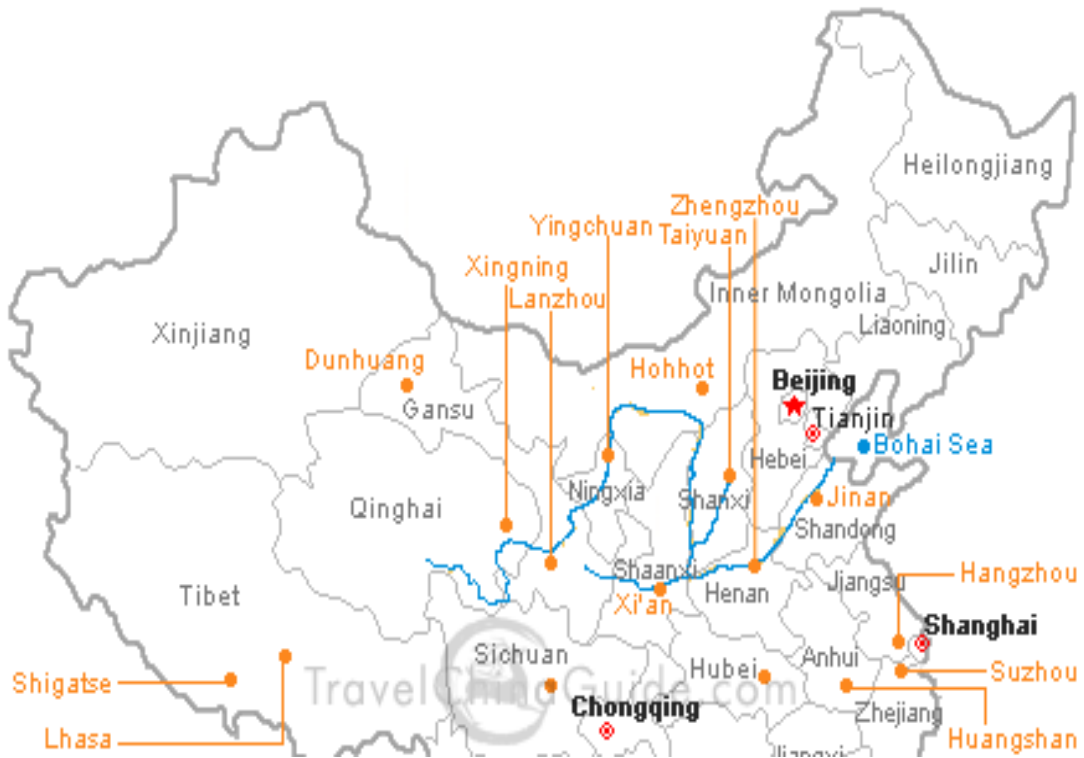 Heilongjiang
Zhengzhou
Yingchuan
Taiyuan
Jilin
Xingning
Lanzhou
Inner Mongolia
Liaoning
Xinjiang
Dunhuang
Hohhot
Beijing
Gansu
Tianjin
Bohai Sea
Hebei
Ningxia
Shanxi
Jinan
Qinghai
Shandong
Shaanxi
Jiangsu
Hangzhou
Tibet
Xi'an
Henan
Shanghai
Sichuan
Anhui
Hubei
Suzhou
Shigatse
TravelChinaGuide.com
Chongqing
Zhejiang
Lhasa
Huangshan
Jiangxi